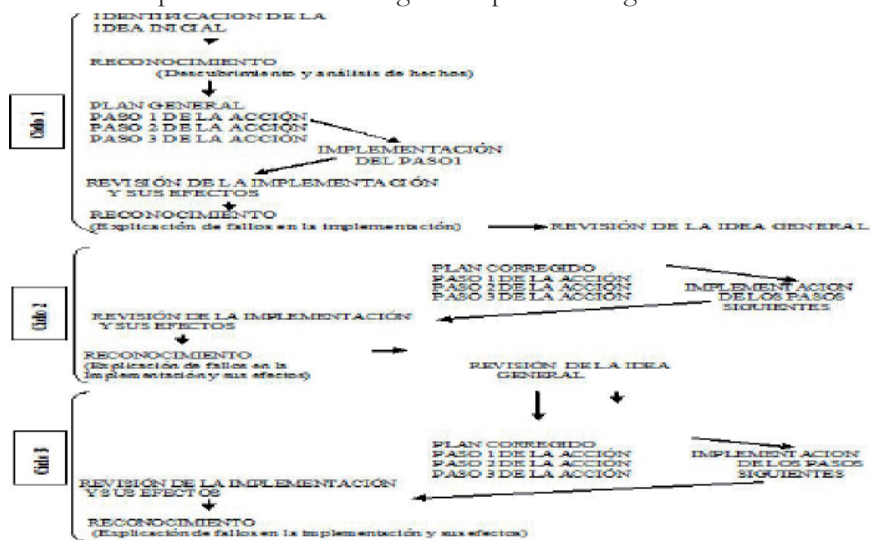 IDENTIFICACION DE LA
IDEA INICIAL
RECONOCIMIENTO
(Descubrimiento y análisis de hechos)
Ciclo 1
PLAN GENERAL
PASO 1 DE LA ACCIÓN
PASO 2 DE LA ACCIÓN
PASO 3 DE LA ACCIÓN
IMPLEMENTACIÓN
DEL PASO1
REVISIÓN DE LA IMPLEMENTACIÓN
Y SUS EFECTOS
RECONOCIMIENTO
(Explicación de fallos en la implementación)
REVISIÓN DE LA IDEA GENERAL
Ciclo 2
PLAN CORREGIDO
PASO 1 DE LA ACCIÓN
PASO 2 DE LA ACCIÓN
PASO 3 DE LA ACCIÓN
IMPLEMENTACION
DE LOS PASOS
SIGUIENTES
REVISIÓN DE LA IMPLEMENTACIÓN
Y SUS EFECTOS
RECONOCIMIENTO
(Explicación de fallos en la
Implementación y sus efectos)
REVISIÓN DE LA IDEA
GENERAL
Ciclo 3
PLAN CORREGIDO
PASO 1 DE LA ACCIÓN
PASO 2 DE LA ACCIÓN
PASO 3 DE LA ACCIÓN
IMPLEMENTACION
DE LOS PASOS
SIGUIENTES
REVISIÓN DE LA IMPLEMENTACIÓN
Y SUS EFECTOS
RECONOCIMIENTO
(Explicación de fallos en la implementación y sus efectos)